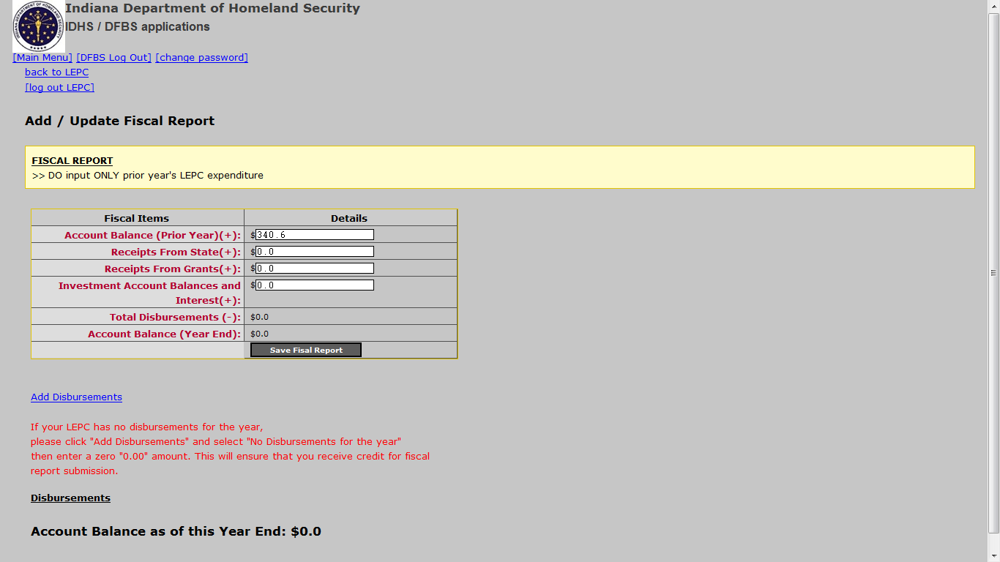 Indiana Department of Homeland Security
IDHS / DFBS applications
[Main Menu] [DFBS Log Out] [change password]
back to LEPC
[log out LEPC]
Add / Update Fiscal Report
FISCAL REPORT
>> DO input ONLY prior year's LEPC expenditure
Fiscal Items Details
Account Balance (Prior Year)(+): $340.6
Receipts From State(+): $0.0
Receipts From Grants(+): $0.0
Investment Account Balances and $0.0
Interest(+):
Total Disbursements (-): $0.0
Account Balance (Year End): $0.0
Save Fisal Report
Add Disbursements
If your LEPC has no disbursements for the year,
please click "Add Disbursements" and select "No Disbursements for the year"
then enter a zero "0.00" amount. This will ensure that you receive credit for fiscal
report submission.
Disbursements
Account Balance as of this Year End: $0.0